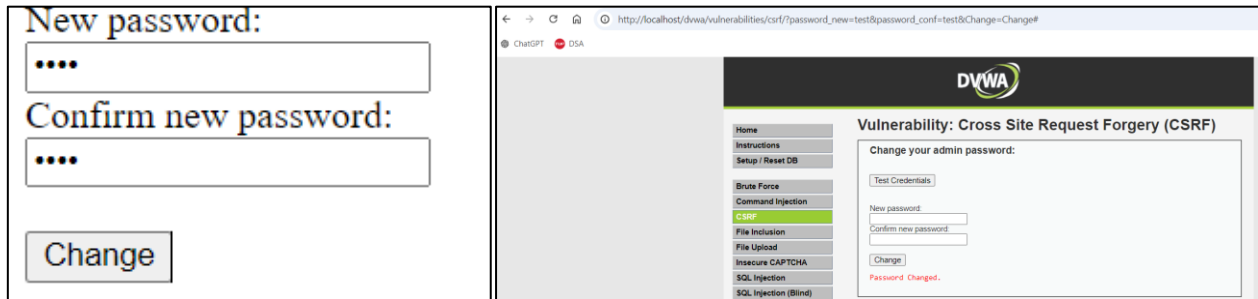 New password:
••••
Confirm new password:
••••
Change
http://localhost/dvwa/vulnerabilities/csrf/?password_new=test&password_conf=test&Change=Change#
ChatGPT DSA
DVWA
Home
Instructions
Setup / Reset DB
Brute Force
Command Injection
CSRF
File Inclusion
File Upload
Insecure CAPTCHA
SQL Injection
SQL Injection (Blind)
Vulnerability: Cross Site Request Forgery (CSRF)
Change your admin password:
Test Credentials
New password:
Confirm new password:
Change
Password Changed.